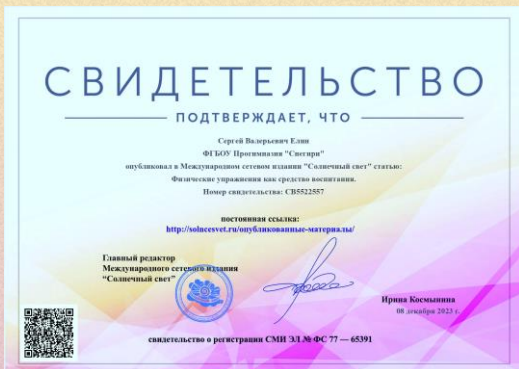 СВИДЕТЕЛЬСТВО
ПОДТВЕРЖДАЕТ, ЧТО
Сергей Валерьевич Елин
ФГБОУ Прогимназия "Снегири"
опубликовал в Международном сетевом издании "Солнечный свет" статью:
Физические упражнения как средство воспитания.
Номер свидетельства: СВ5522557
постоянная ссылка:
http://solncesvet.ru/опубликованные-материалы/
Главный редактор
Международного сетевого издания
"Солнечный свет"
Ирина Космынина
08 декабря 2023 г.
свидетельство о регистрации СМИ ЭЛ № ФС 77 — 65391